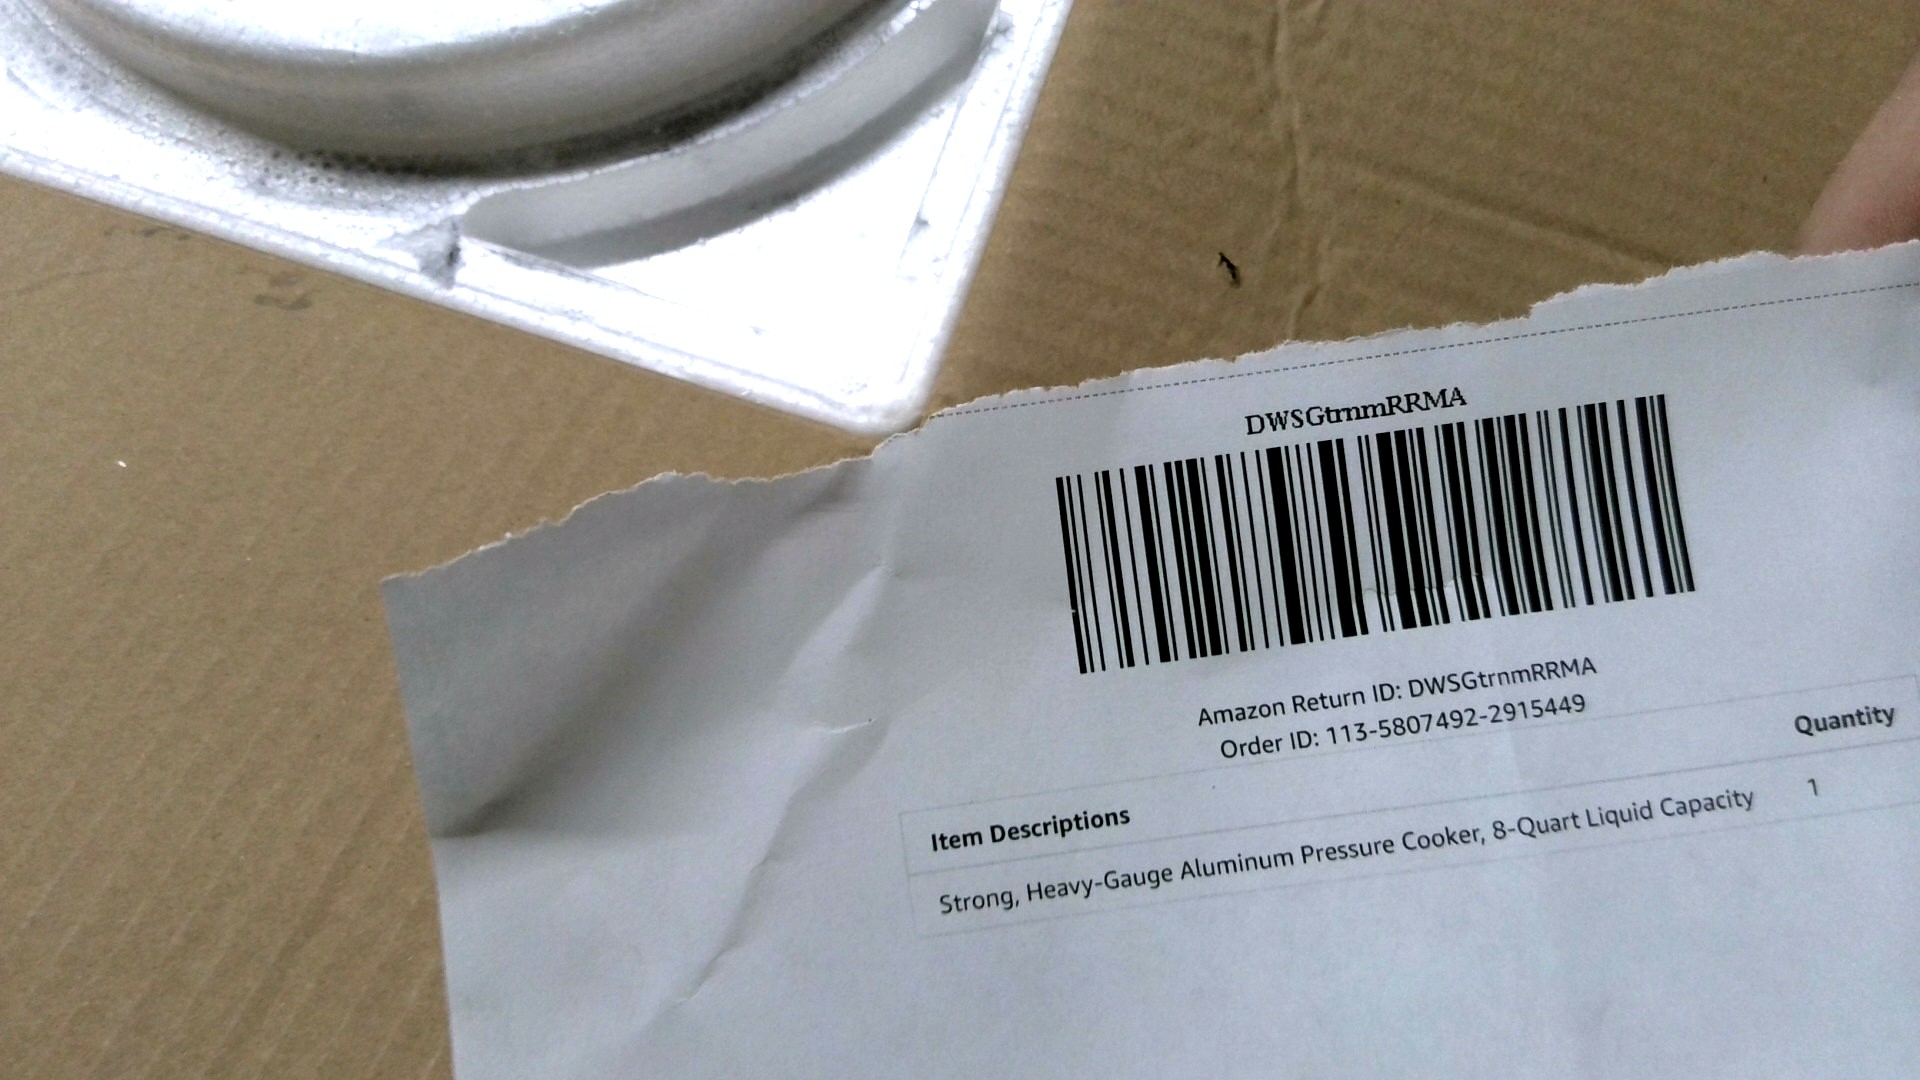 DWSGtrnmRRMA
Amazon Return ID: DWSGtrnmRRMA
Order ID: 113-5807492-2915449
Item Descriptions Quantity
Strong, Heavy-Gauge Aluminum Pressure Cooker, 8-Quart Liquid Capacity 1